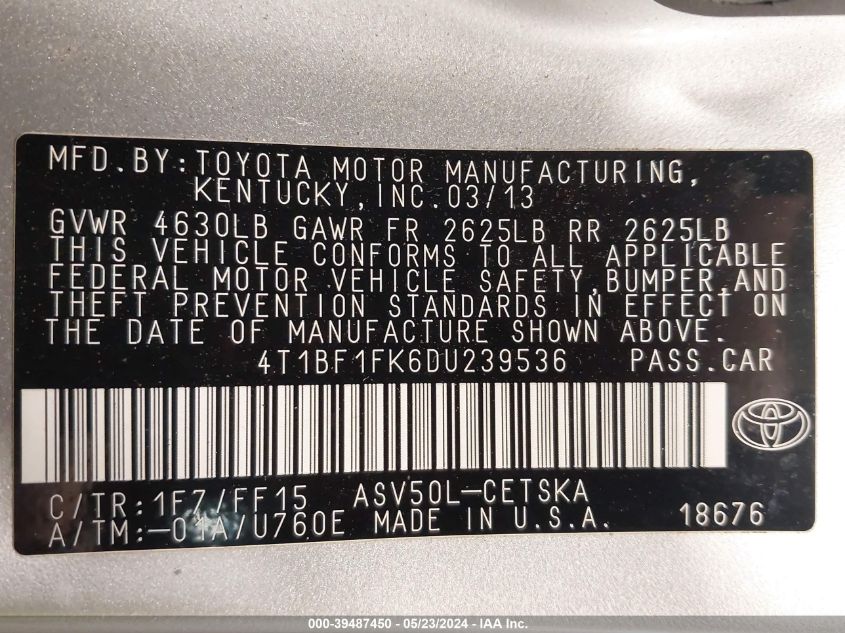 MFD.BY:TOYOTA MOTOR MANUFACTURING,
KENTUCKY,INC.03/13
GVWR 4630LB GAWR FR 2625LB RR 2625LB
THIS VEHICLE CONFORMS TO ALL APPLICABLE
FEDERAL MOTOR VEHICLE SAFETY,BUMPER,AND
THEFT PREVENTION STANDARDS IN EFFECT ON
THE DATE OF MANUFACTURE SHOWN ABOVE.
4T1BF1FK6DU239536 PASS.CAR
C/TR:1F7/FF15 ASV50L-CETSKA
A/TM:-01A/U760E MADE IN U.S.A. 18676
000-39487450 - 05/23/2024 - IAA Inc.